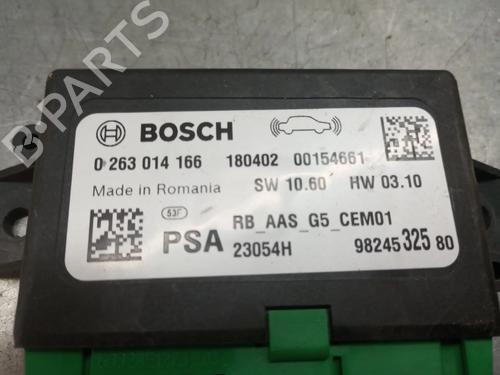 B-PARTS
BOSCH
0 263 014 166 180402 00154661
Made in Romania SW 10.60 HW 03.10
53F
RB_AAS_G5_CEM01
PSA 23054H 98245 325 80